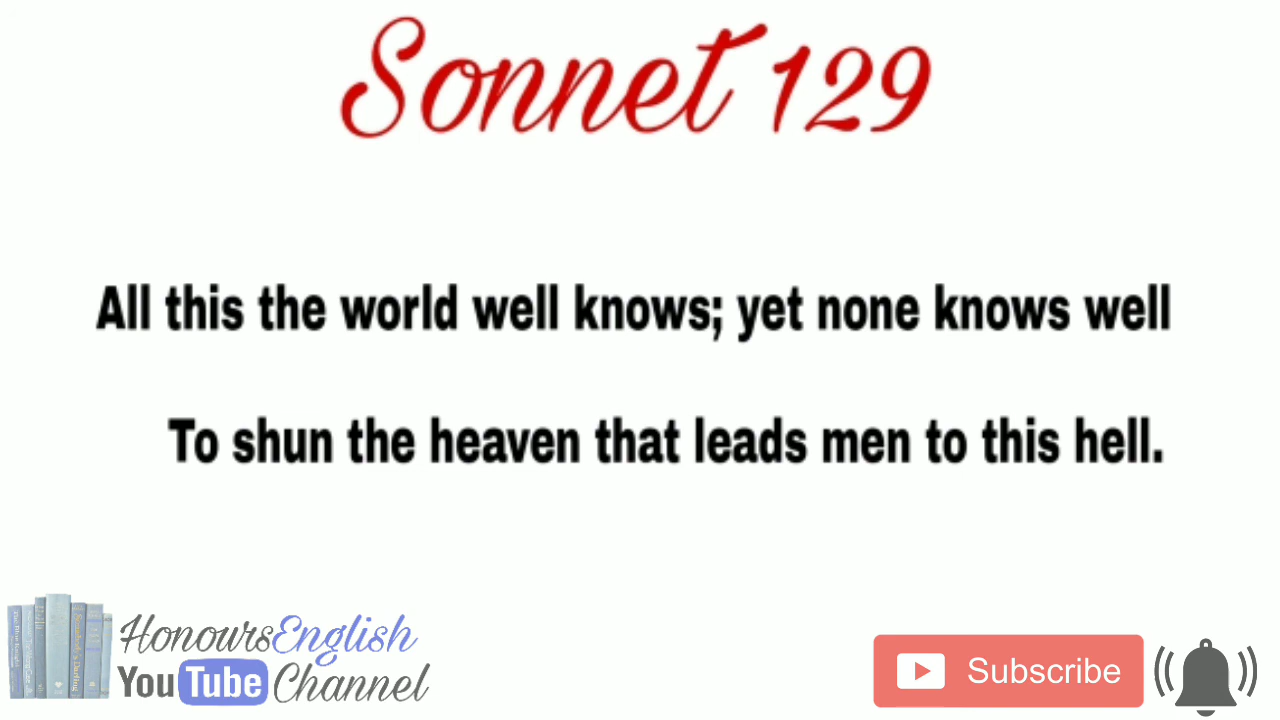 Sonnet 129
All this the world well knows; yet none knows well
To shun the heaven that leads men to this hell.
HonoursEnglish
YouTube Channel
Subscribe